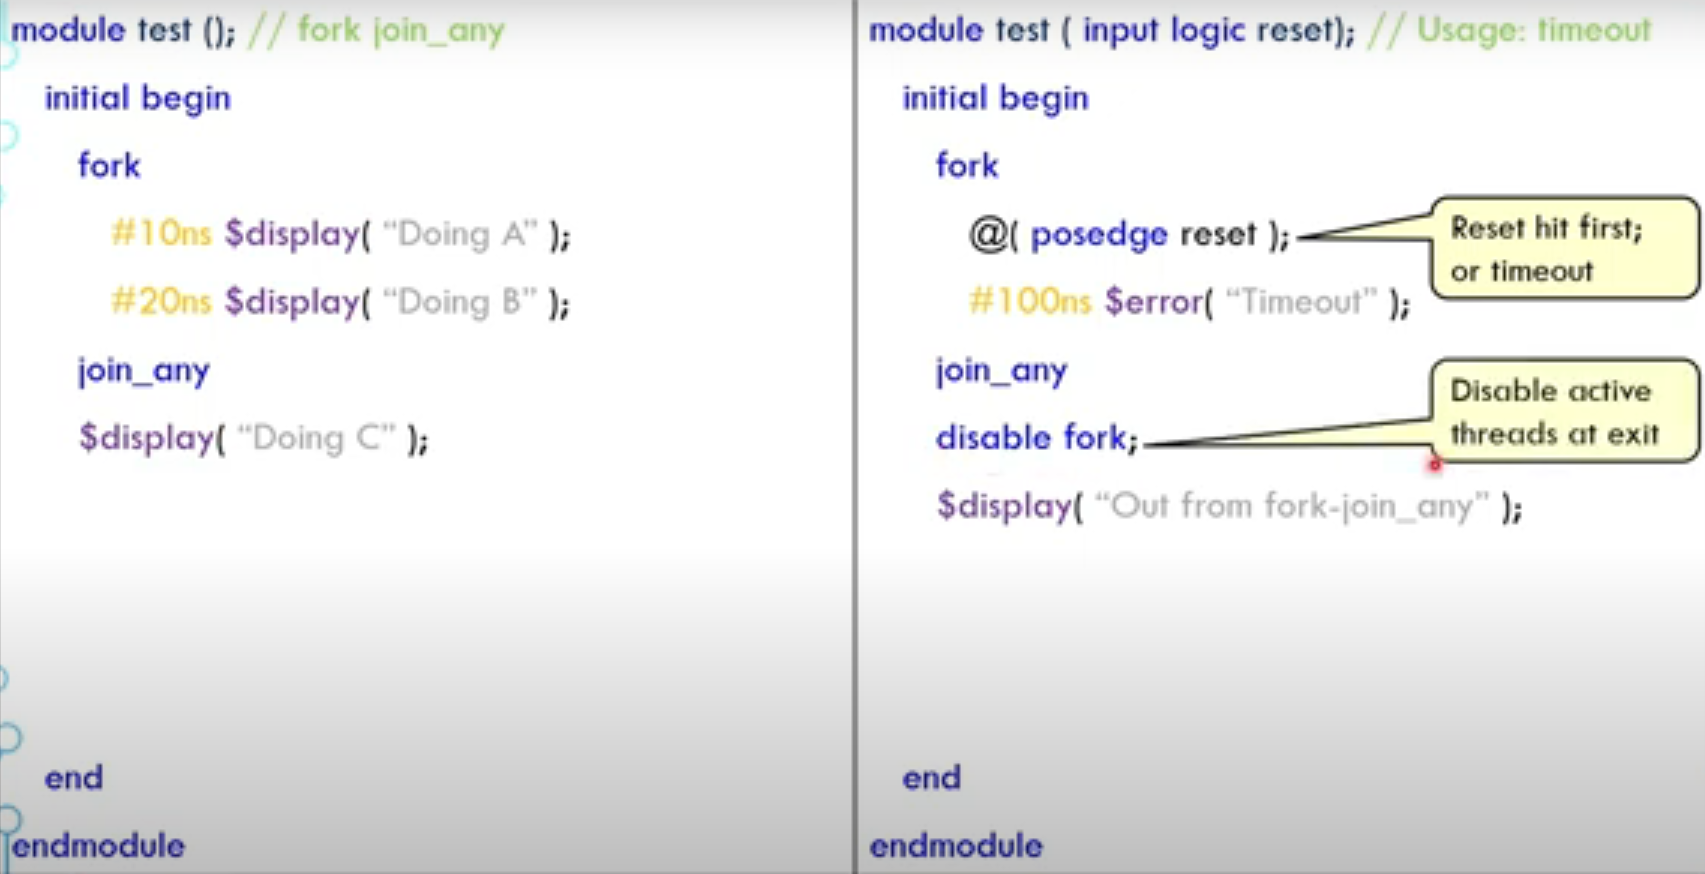 module test (); // fork join_any
initial begin
fork
#10ns $display( “Doing A” );
#20ns $display( “Doing B” );
join_any
$display( “Doing C” );
end
endmodule
module test ( input logic reset); // Usage: timeout
initial begin
fork
@( posedge reset );
#100ns $error( “Timeout” );
join_any
disable fork;
$display( “Out from fork-join_any” );
end
endmodule
Reset hit first;
or timeout
Disable active
threads at exit